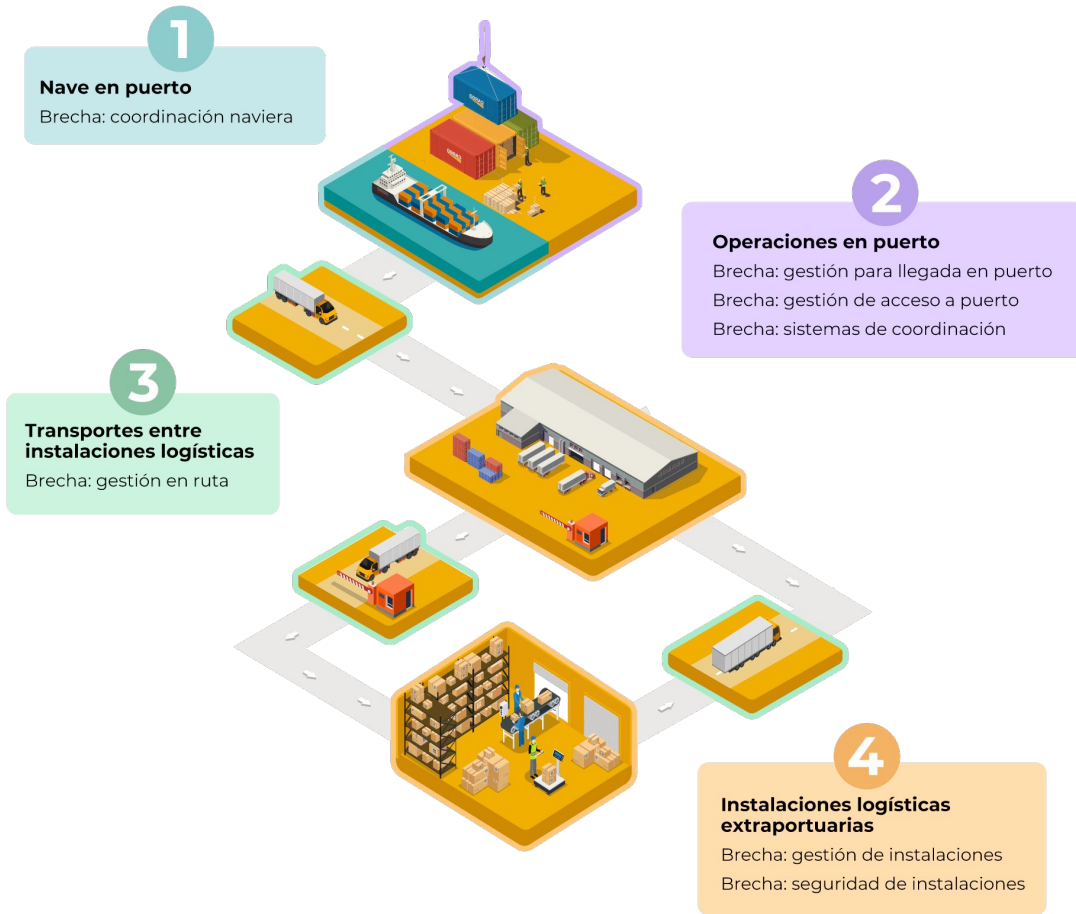 1
Nave en puerto
Brecha: coordinación naviera
2
Operaciones en puerto
Brecha: gestión para llegada en puerto
Brecha: gestión de acceso a puerto
Brecha: sistemas de coordinación
3
Transportes entre
instalaciones logísticas
Brecha: gestión en ruta
4
Instalaciones logísticas
extraportuarias
Brecha: gestión de instalaciones
Brecha: seguridad de instalaciones